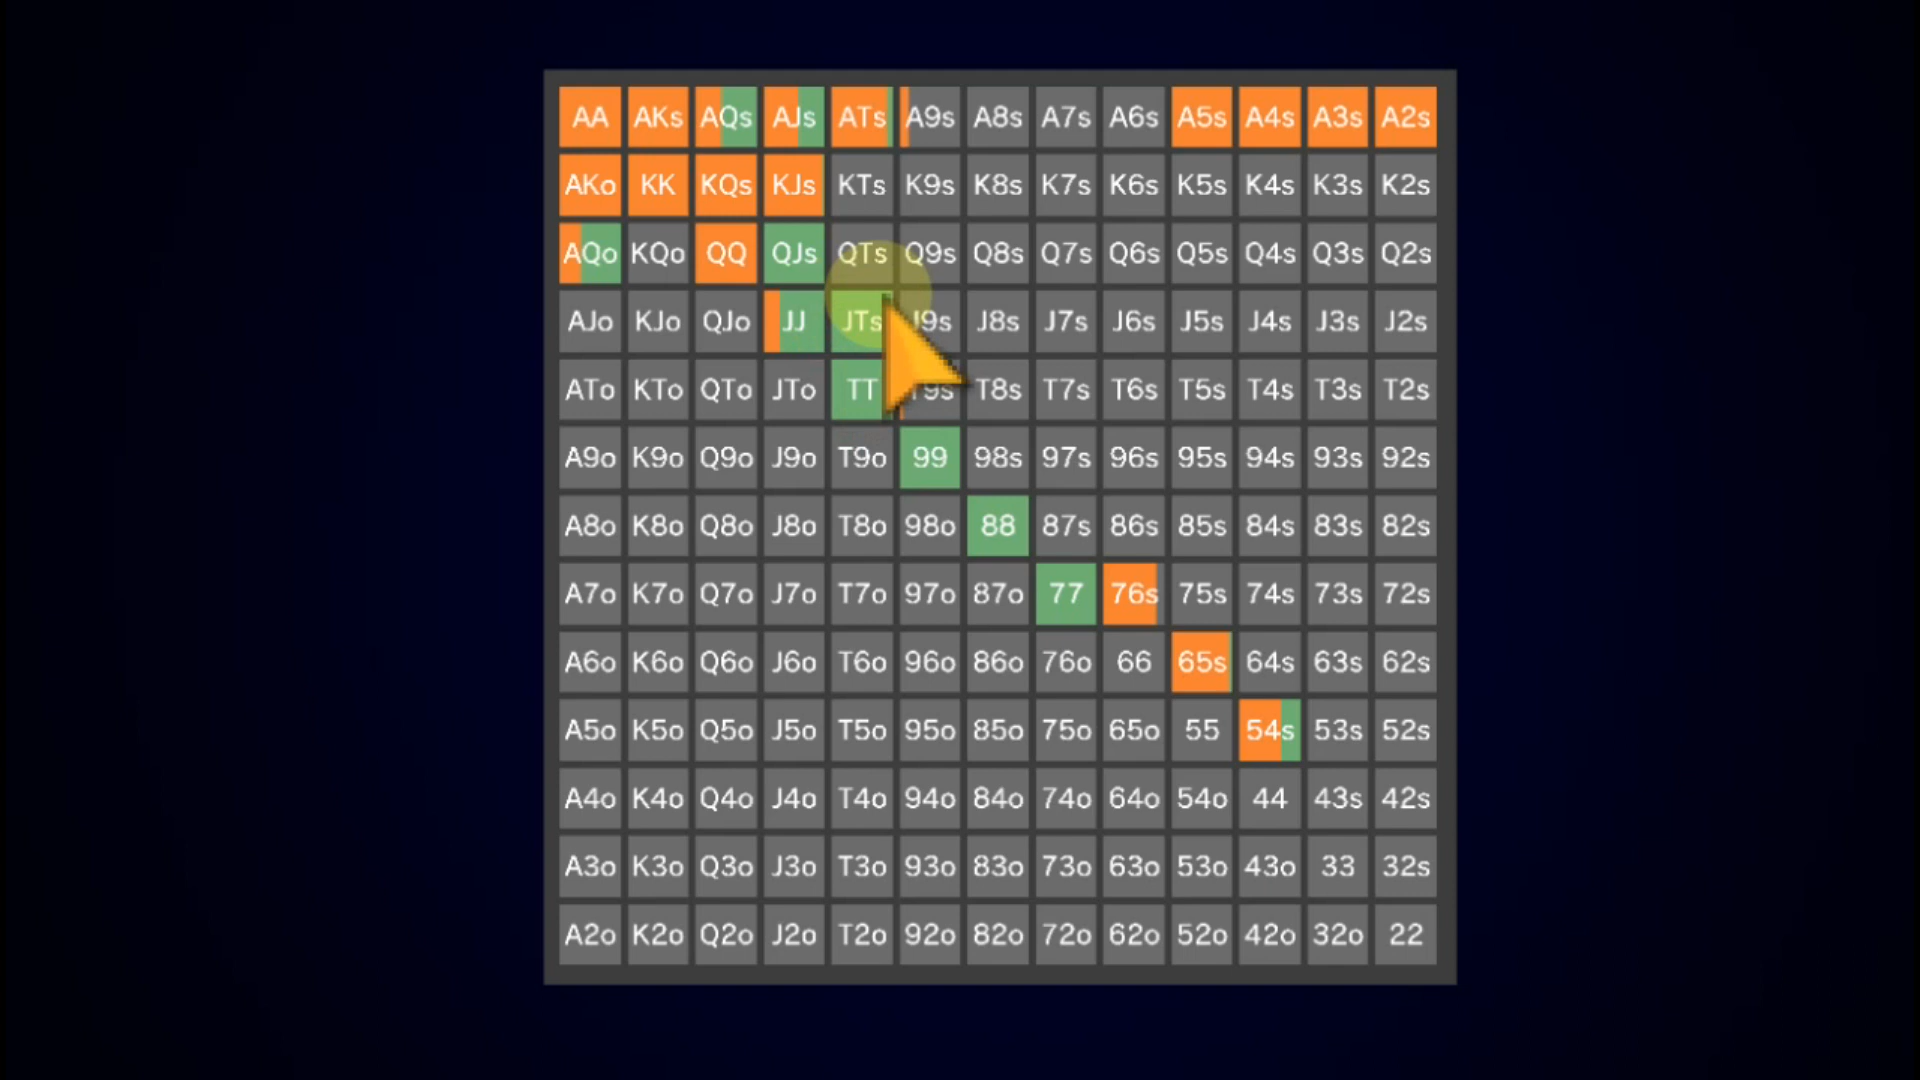 AA AKs AQs AJs ATs A9s A8s A7s A6s A5s A4s A3s A2s
AKo KK KQs KJs KTs K9s K8s K7s K6s K5s K4s K3s K2s
AQo KQo QQ QJs QTs Q9s Q8s Q7s Q6s Q5s Q4s Q3s Q2s
AJo KJo QJo JJ JTs J9s J8s J7s J6s J5s J4s J3s J2s
ATo KTo QTo JTo TT T9s T8s T7s T6s T5s T4s T3s T2s
A9o K9o Q9o J9o T9o 99 98s 97s 96s 95s 94s 93s 92s
A8o K8o Q8o J8o T8o 98o 88 87s 86s 85s 84s 83s 82s
A7o K7o Q7o J7o T7o 97o 87o 77 76s 75s 74s 73s 72s
A6o K6o Q6o J6o T6o 96o 86o 76o 66 65s 64s 63s 62s
A5o K5o Q5o J5o T5o 95o 85o 75o 65o 55 54s 53s 52s
A4o K4o Q4o J4o T4o 94o 84o 74o 64o 54o 44 43s 42s
A3o K3o Q3o J3o T3o 93o 83o 73o 63o 53o 43o 33 32s
A2o K2o Q2o J2o T2o 92o 82o 72o 62o 52o 42o 32o 22